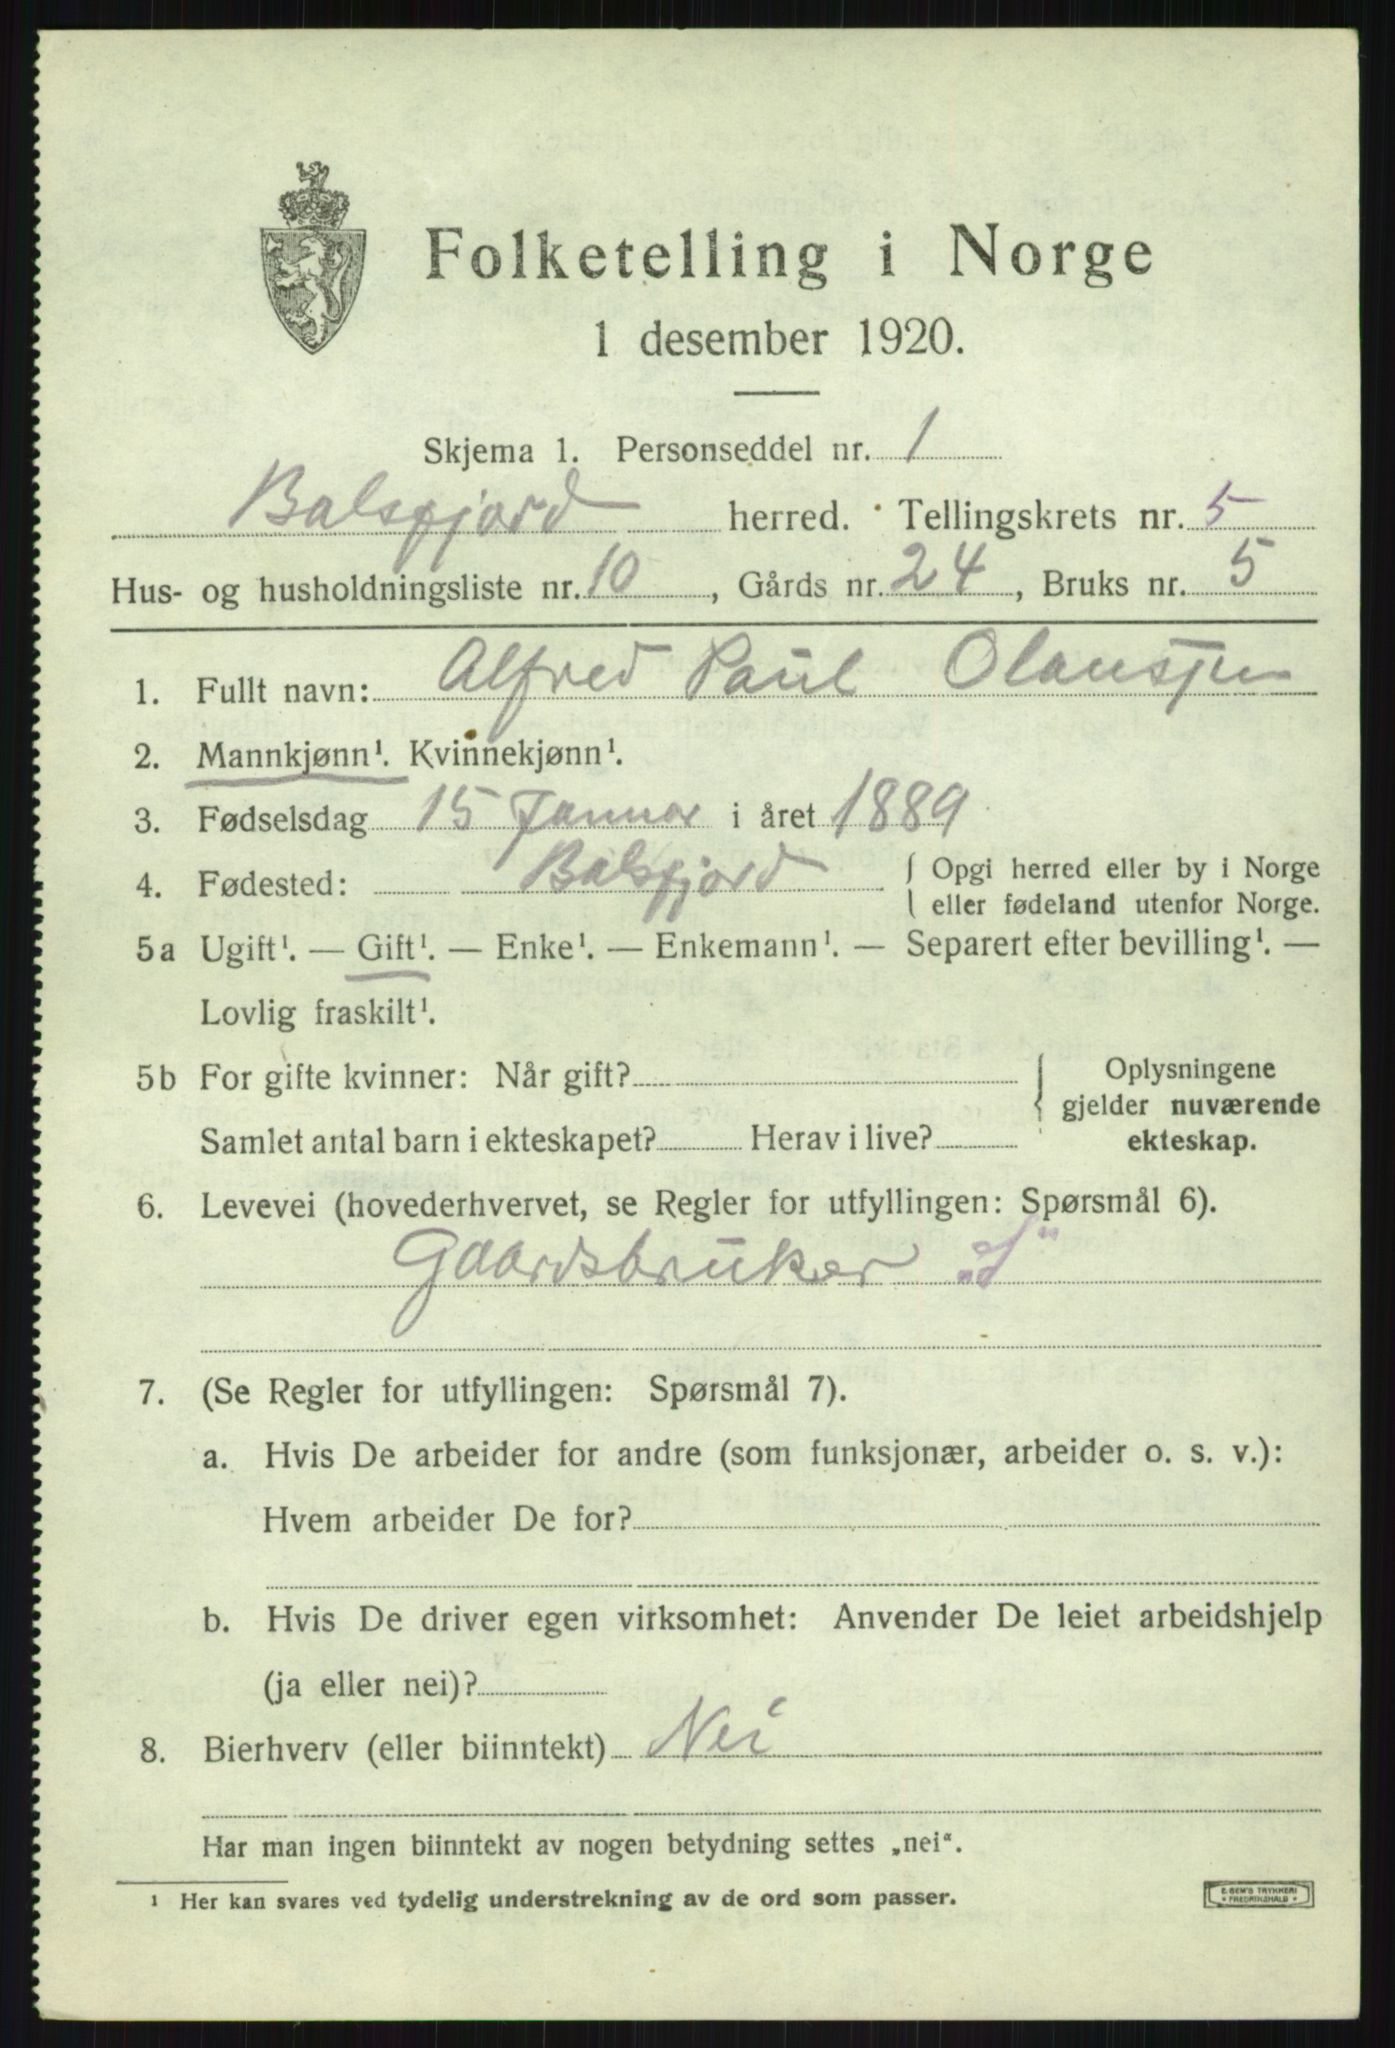 Folketelling i Norge
1 desember 1920.
Skjema 1. Personseddel nr. 1
Balsfjord herred. Tellingskrets nr. 5
Hus- og husholdningsliste nr. 10, Gårds nr. 24, Bruks nr. 5
1. Fullt navn: Alfred Paul
2. Mannkjønn¹. Kvinnekjønn¹.
3. Fødselsdag 15 Januar i året 1889
4. Fødested: Balsfjord { Opgi herred eller by i Norge
eller fødeland utenfor Norge.
5a Ugift¹. — Gift¹. — Enke¹. — Enkemann¹. — Separert efter bevilling¹. —
Lovlig fraskilt¹.
5b For gifte kvinner: Når gift? } Oplysningene
gjelder nuværende
Samlet antal barn i ekteskapet? Herav i live? ekteskap.
6. Levevei (hovederhvervet, se Regler for utfyllingen: Spørsmål 6).
Gaardsbruker „S“
7. (Se Regler for utfyllingen: Spørsmål 7).
a. Hvis De arbeider for andre (som funksjonær, arbeider o. s. v.):
Hvem arbeider De for?
b. Hvis De driver egen virksomhet: Anvender De leiet arbeidshjelp
(ja eller nei)?
8. Bierhverv (eller biinntekt) Nei
Har man ingen biinntekt av nogen betydning settes „nei“.
¹ Her kan svares ved tydelig understrekning av de ord som passer.
E. SEM'S TRYKKERI
* FREDRIKSHALD *